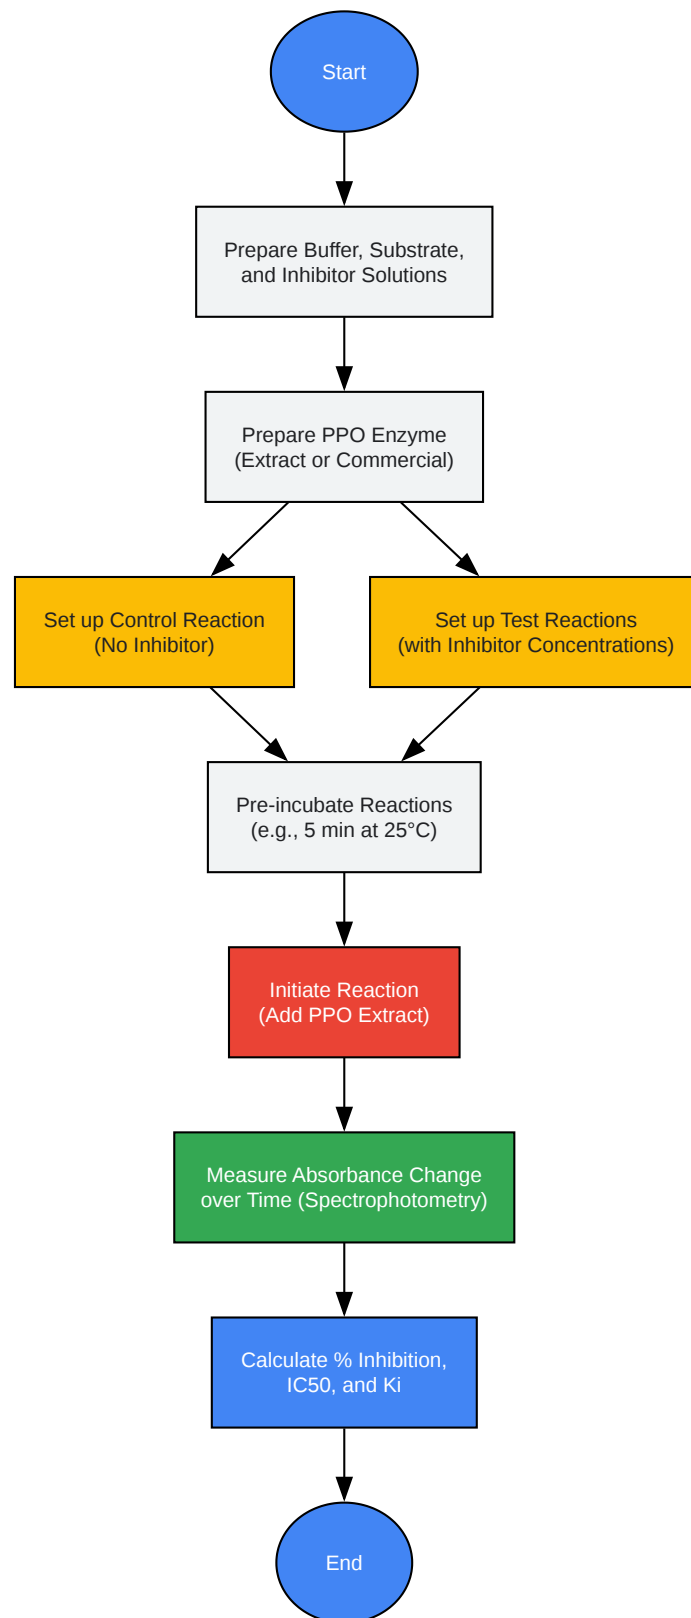 Start
Prepare Buffer, Substrate,
and Inhibitor Solutions
Prepare PPO Enzyme
(Extract or Commercial)
Set up Control Reaction
(No Inhibitor)
Set up Test Reactions
(with Inhibitor Concentrations)
Pre-incubate Reactions
(e.g., 5 min at 25°C)
Initiate Reaction
(Add PPO Extract)
Measure Absorbance Change
over Time (Spectrophotometry)
Calculate % Inhibition,
IC50, and Ki
End